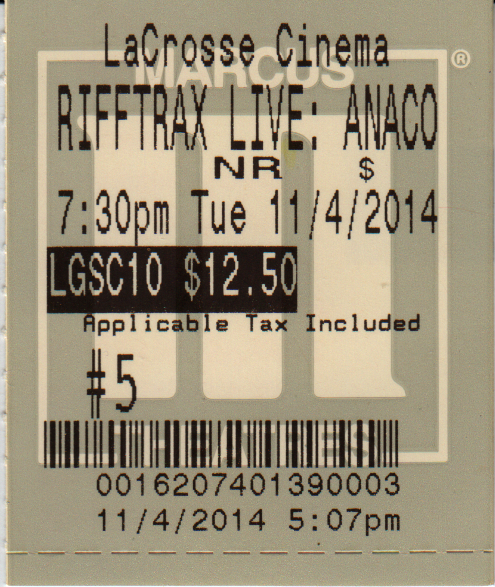 LaCrosse Cinema
MARCUS ®
RIFFTRAX LIVE: ANACO
NR $
7:30pm Tue 11/4/2014
LGSC10 $12.50
Applicable Tax Included
#5
THEATRES
0016207401390003
11/4/2014 5:07pm